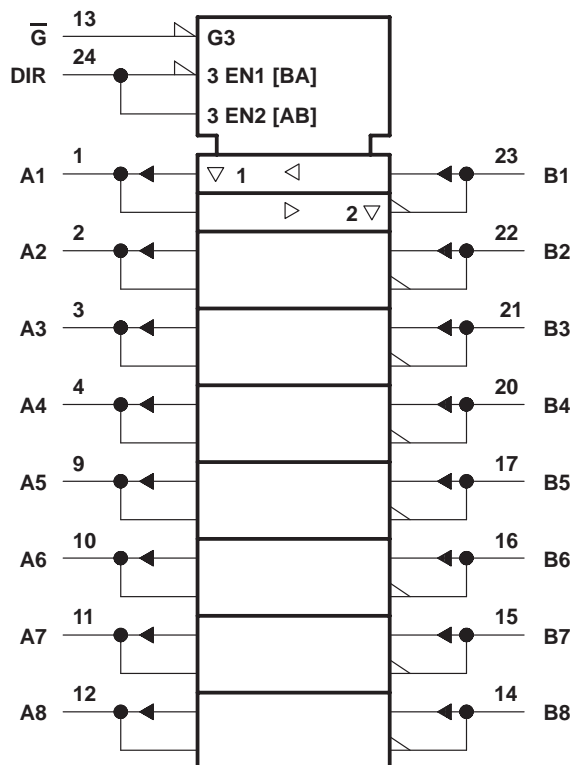 G̅ 13 G3
DIR 24 3 EN1 [BA]
3 EN2 [AB]
A1 1 ▽ 1 ◁ 23 B1
▷ 2 ▽
A2 2 22 B2
A3 3 21 B3
A4 4 20 B4
A5 9 17 B5
A6 10 16 B6
A7 11 15 B7
A8 12 14 B8